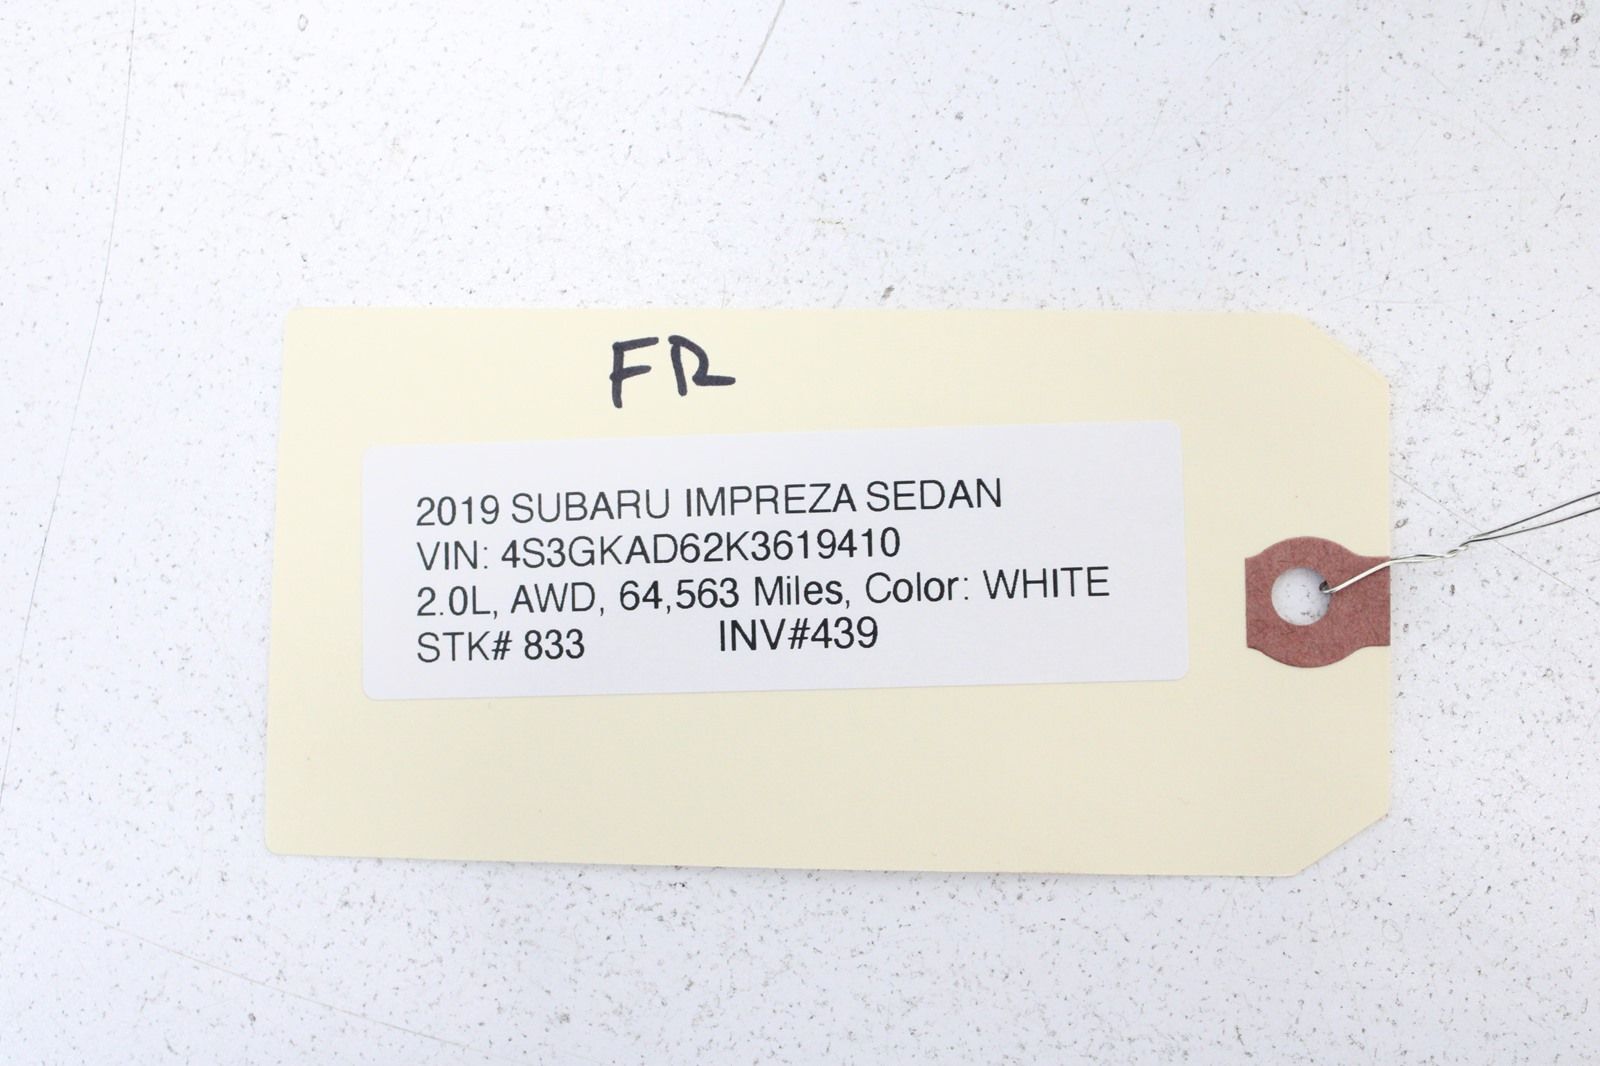 FR
2019 SUBARU IMPREZA SEDAN
VIN: 4S3GKAD62K3619410
2.0L, AWD, 64,563 Miles, Color: WHITE
STK# 833 INV#439